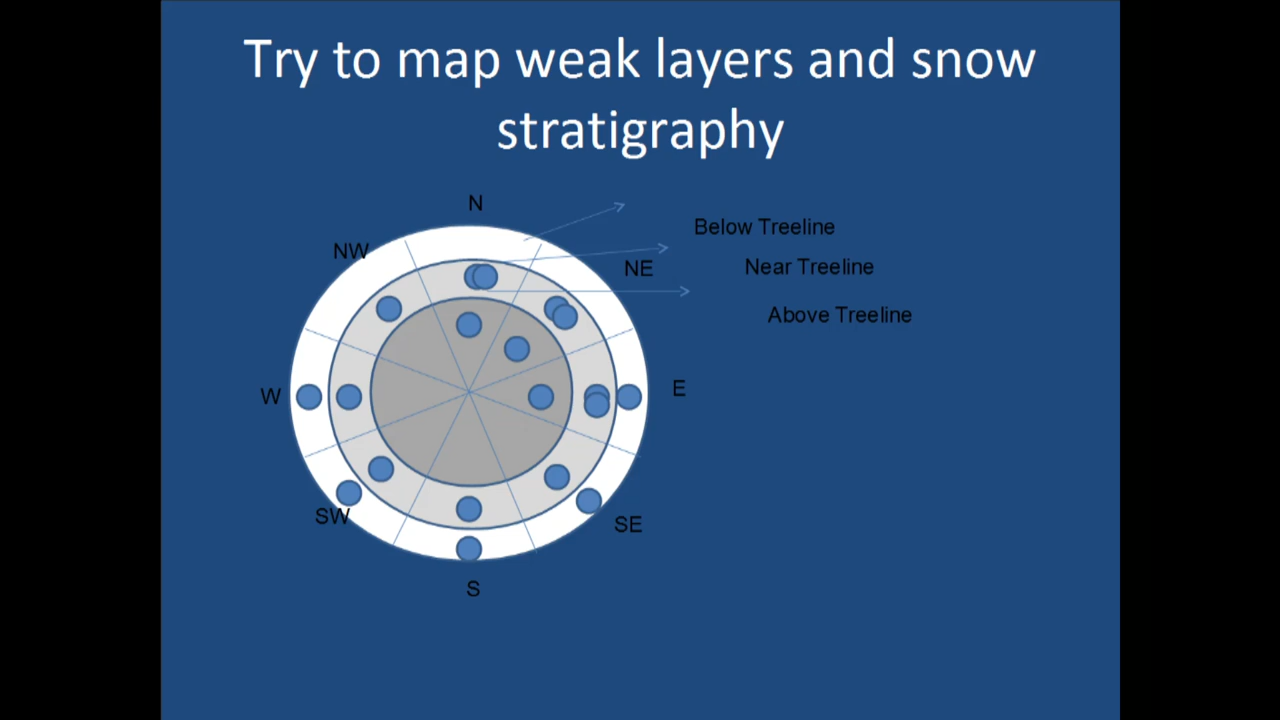 Try to map weak layers and snow
stratigraphy
N
Below Treeline
NW
NE
Near Treeline
Above Treeline
W
E
SW
SE
S